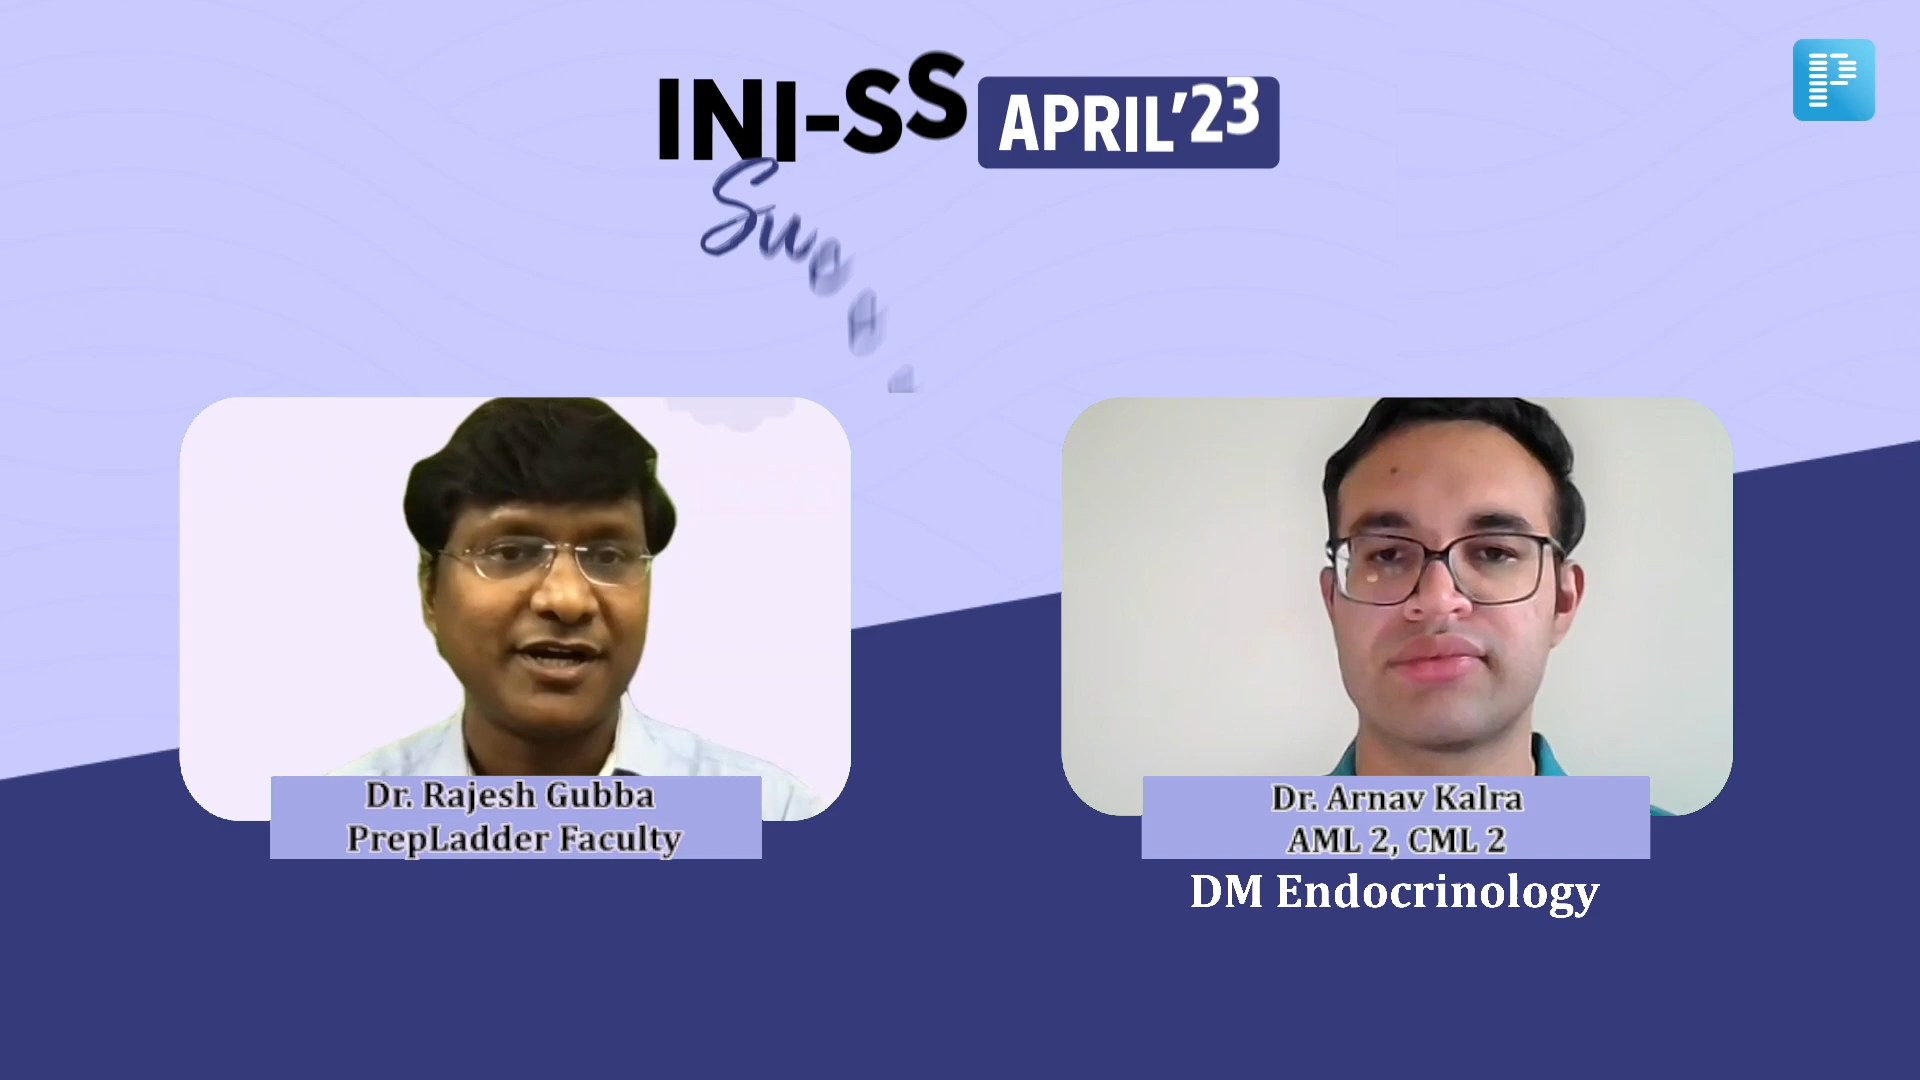 INI-SS APRIL'23
Dr. Rajesh Gubba
PrepLadder Faculty
Dr. Arnav Kalra
AML 2, CML 2
DM Endocrinology